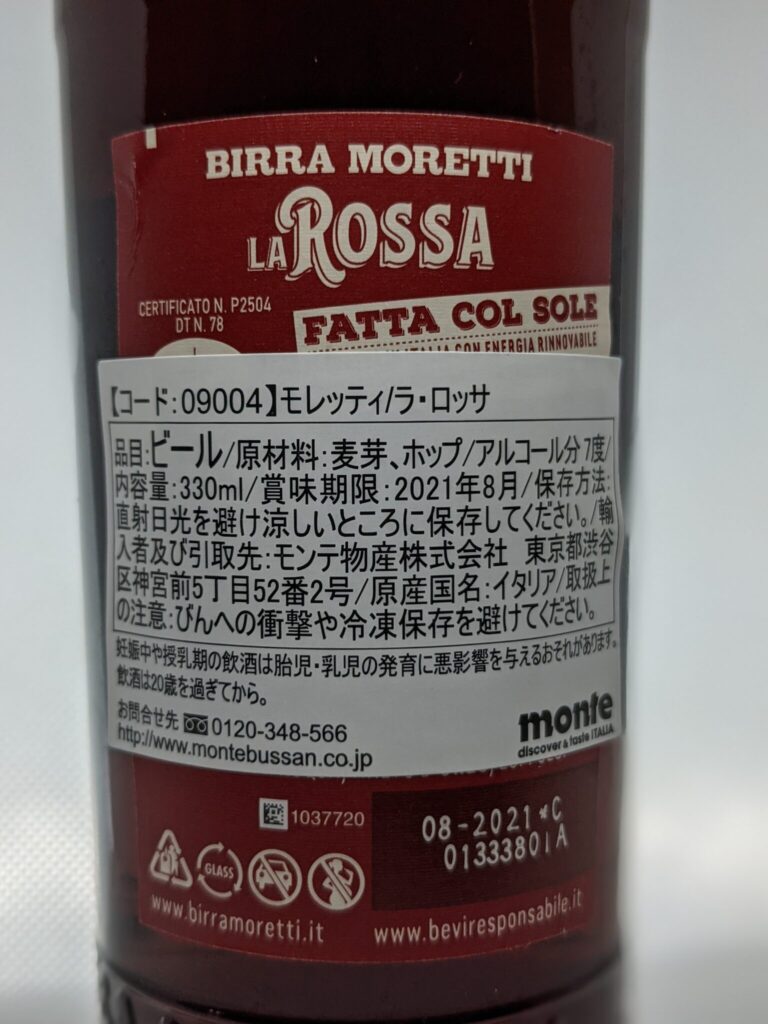 BIRRA MORETTI
LA ROSSA
CERTIFICATO N. P2504
DT N. 78
FATTA COL SOLE
ITALIA CON ENERGIA RINNOVABILE
【コード:09004】モレッティ/ラ・ロッサ
品目:ビール/原材料:麦芽、ホップ/アルコール分 7度/
内容量:330ml/賞味期限:2021年8月/保存方法:
直射日光を避け涼しいところに保存してください。/輸
入者及び引取先:モンテ物産株式会社 東京都渋谷
区神宮前5丁目52番2号/原産国名:イタリア/取扱上
の注意:びんへの衝撃や冷凍保存を避けてください。
妊娠中や授乳期の飲酒は胎児・乳児の発育に悪影響を与えるおそれがあります。
飲酒は20歳を過ぎてから。
お問合せ先 0120-348-566
http://www.montebussan.co.jp
monte
discover & taste ITALIA
1037720
08-2021*C
01333801A
GLASS
www.birramoretti.it
www.beviresponsabile.it